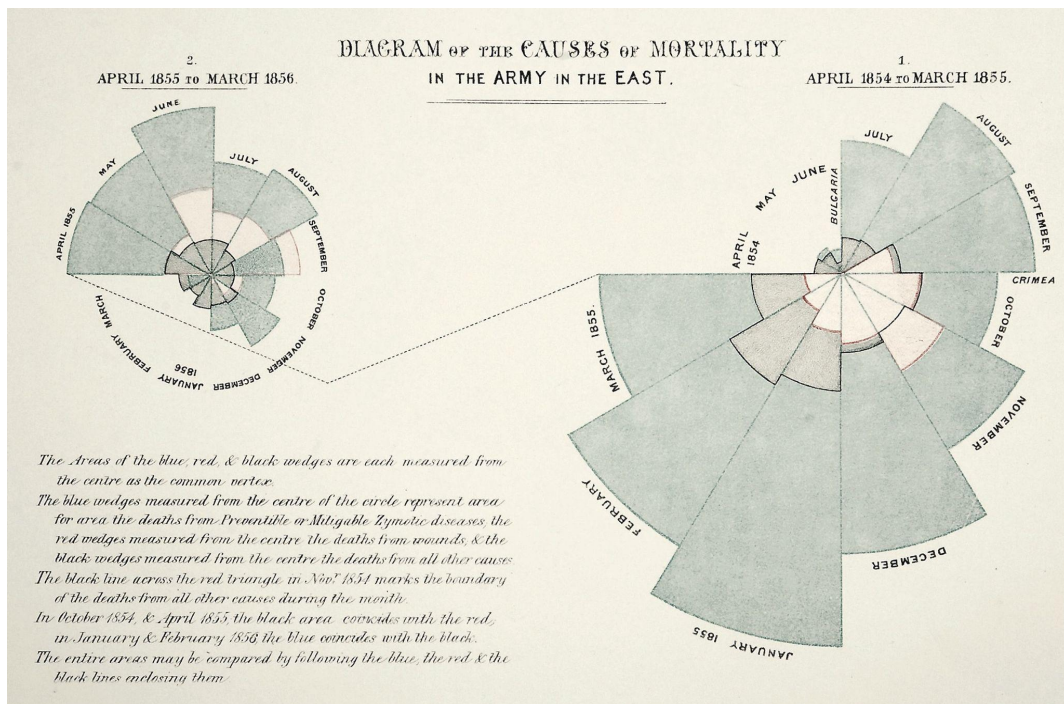 DIAGRAM OF THE CAUSES OF MORTALITY
IN THE ARMY IN THE EAST.
2.
APRIL 1855 TO MARCH 1856.
1.
APRIL 1854 TO MARCH 1855.
APRIL 1855
MAY
JUNE
JULY
AUGUST
SEPTEMBER
OCTOBER
NOVEMBER
DECEMBER
JANUARY
1856
FEBRUARY
MARCH
APRIL
1854
MAY
JUNE
BULGARIA
JULY
AUGUST
SEPTEMBER
CRIMEA
OCTOBER
NOVEMBER
DECEMBER
JANUARY 1855
FEBRUARY
MARCH 1855
The Areas of the blue, red, & black wedges are each measured from
the centre as the common vertex.
The blue wedges measured from the centre of the circle represent area
for area the deaths from Preventible or Mitigable Zymotic diseases, the
red wedges measured from the centre the deaths from wounds, & the
black wedges measured from the centre the deaths from all other causes
The black line across the red triangle in Novr. 1854 marks the boundary
of the deaths from all other causes during the month.
In October 1854, & April 1855, the black area coincides with the red,
in January & February 1856, the blue coincides with the black.
The entire areas may be compared by following the blue, the red & the
black lines enclosing them.